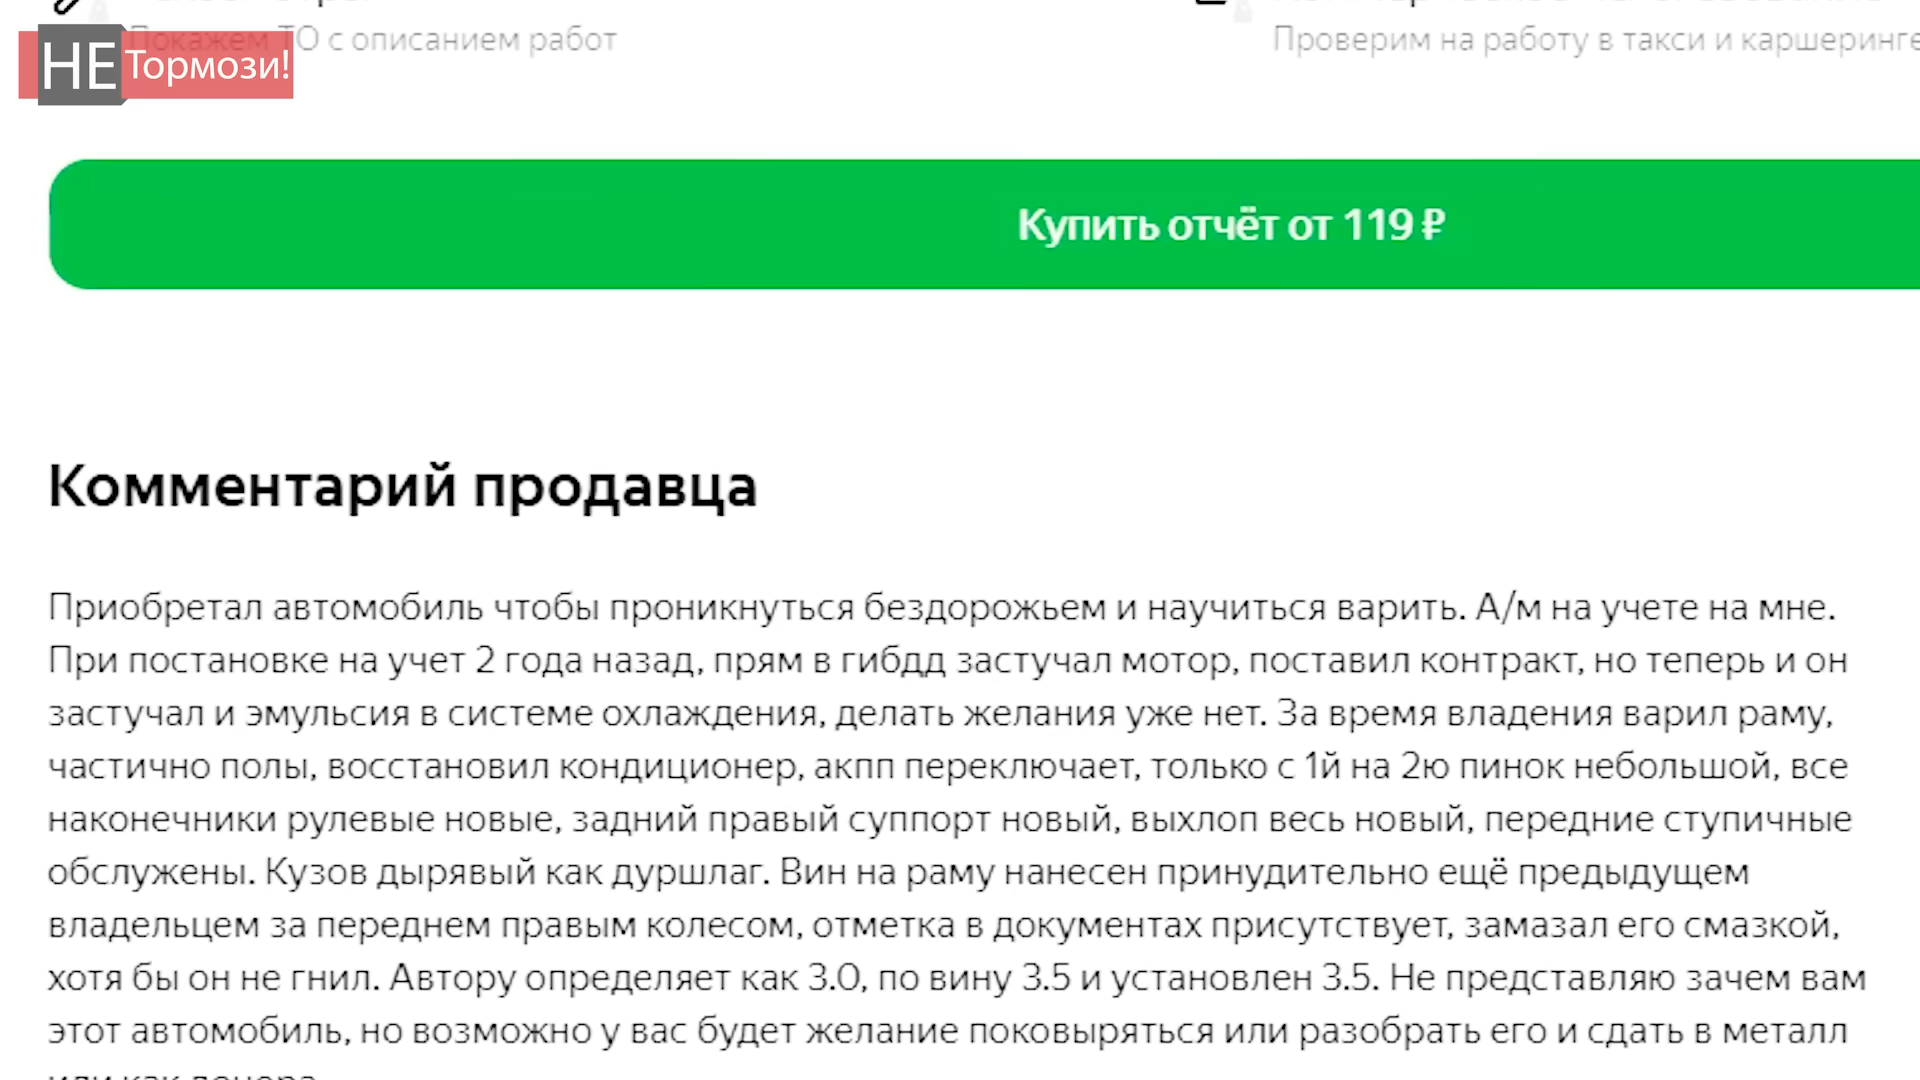 Покажем ТО с описанием работ
Проверим на работу в такси и каршеринге
НЕ Тормози!
Купить отчёт от 119 ₽
Комментарий продавца
Приобретал автомобиль чтобы проникнуться бездорожьем и научиться варить. А/м на учете на мне.
При постановке на учет 2 года назад, прям в гибдд застучал мотор, поставил контракт, но теперь и он
застучал и эмульсия в системе охлаждения, делать желания уже нет. За время владения варил раму,
частично полы, восстановил кондиционер, акпп переключает, только с 1й на 2ю пинок небольшой, все
наконечники рулевые новые, задний правый суппорт новый, выхлоп весь новый, передние ступичные
обслужены. Кузов дырявый как дуршлаг. Вин на раму нанесен принудительно ещё предыдущем
владельцем за переднем правым колесом, отметка в документах присутствует, замазал его смазкой,
хотя бы он не гнил. Автору определяет как 3.0, по вину 3.5 и установлен 3.5. Не представляю зачем вам
этот автомобиль, но возможно у вас будет желание поковыряться или разобрать его и сдать в металл